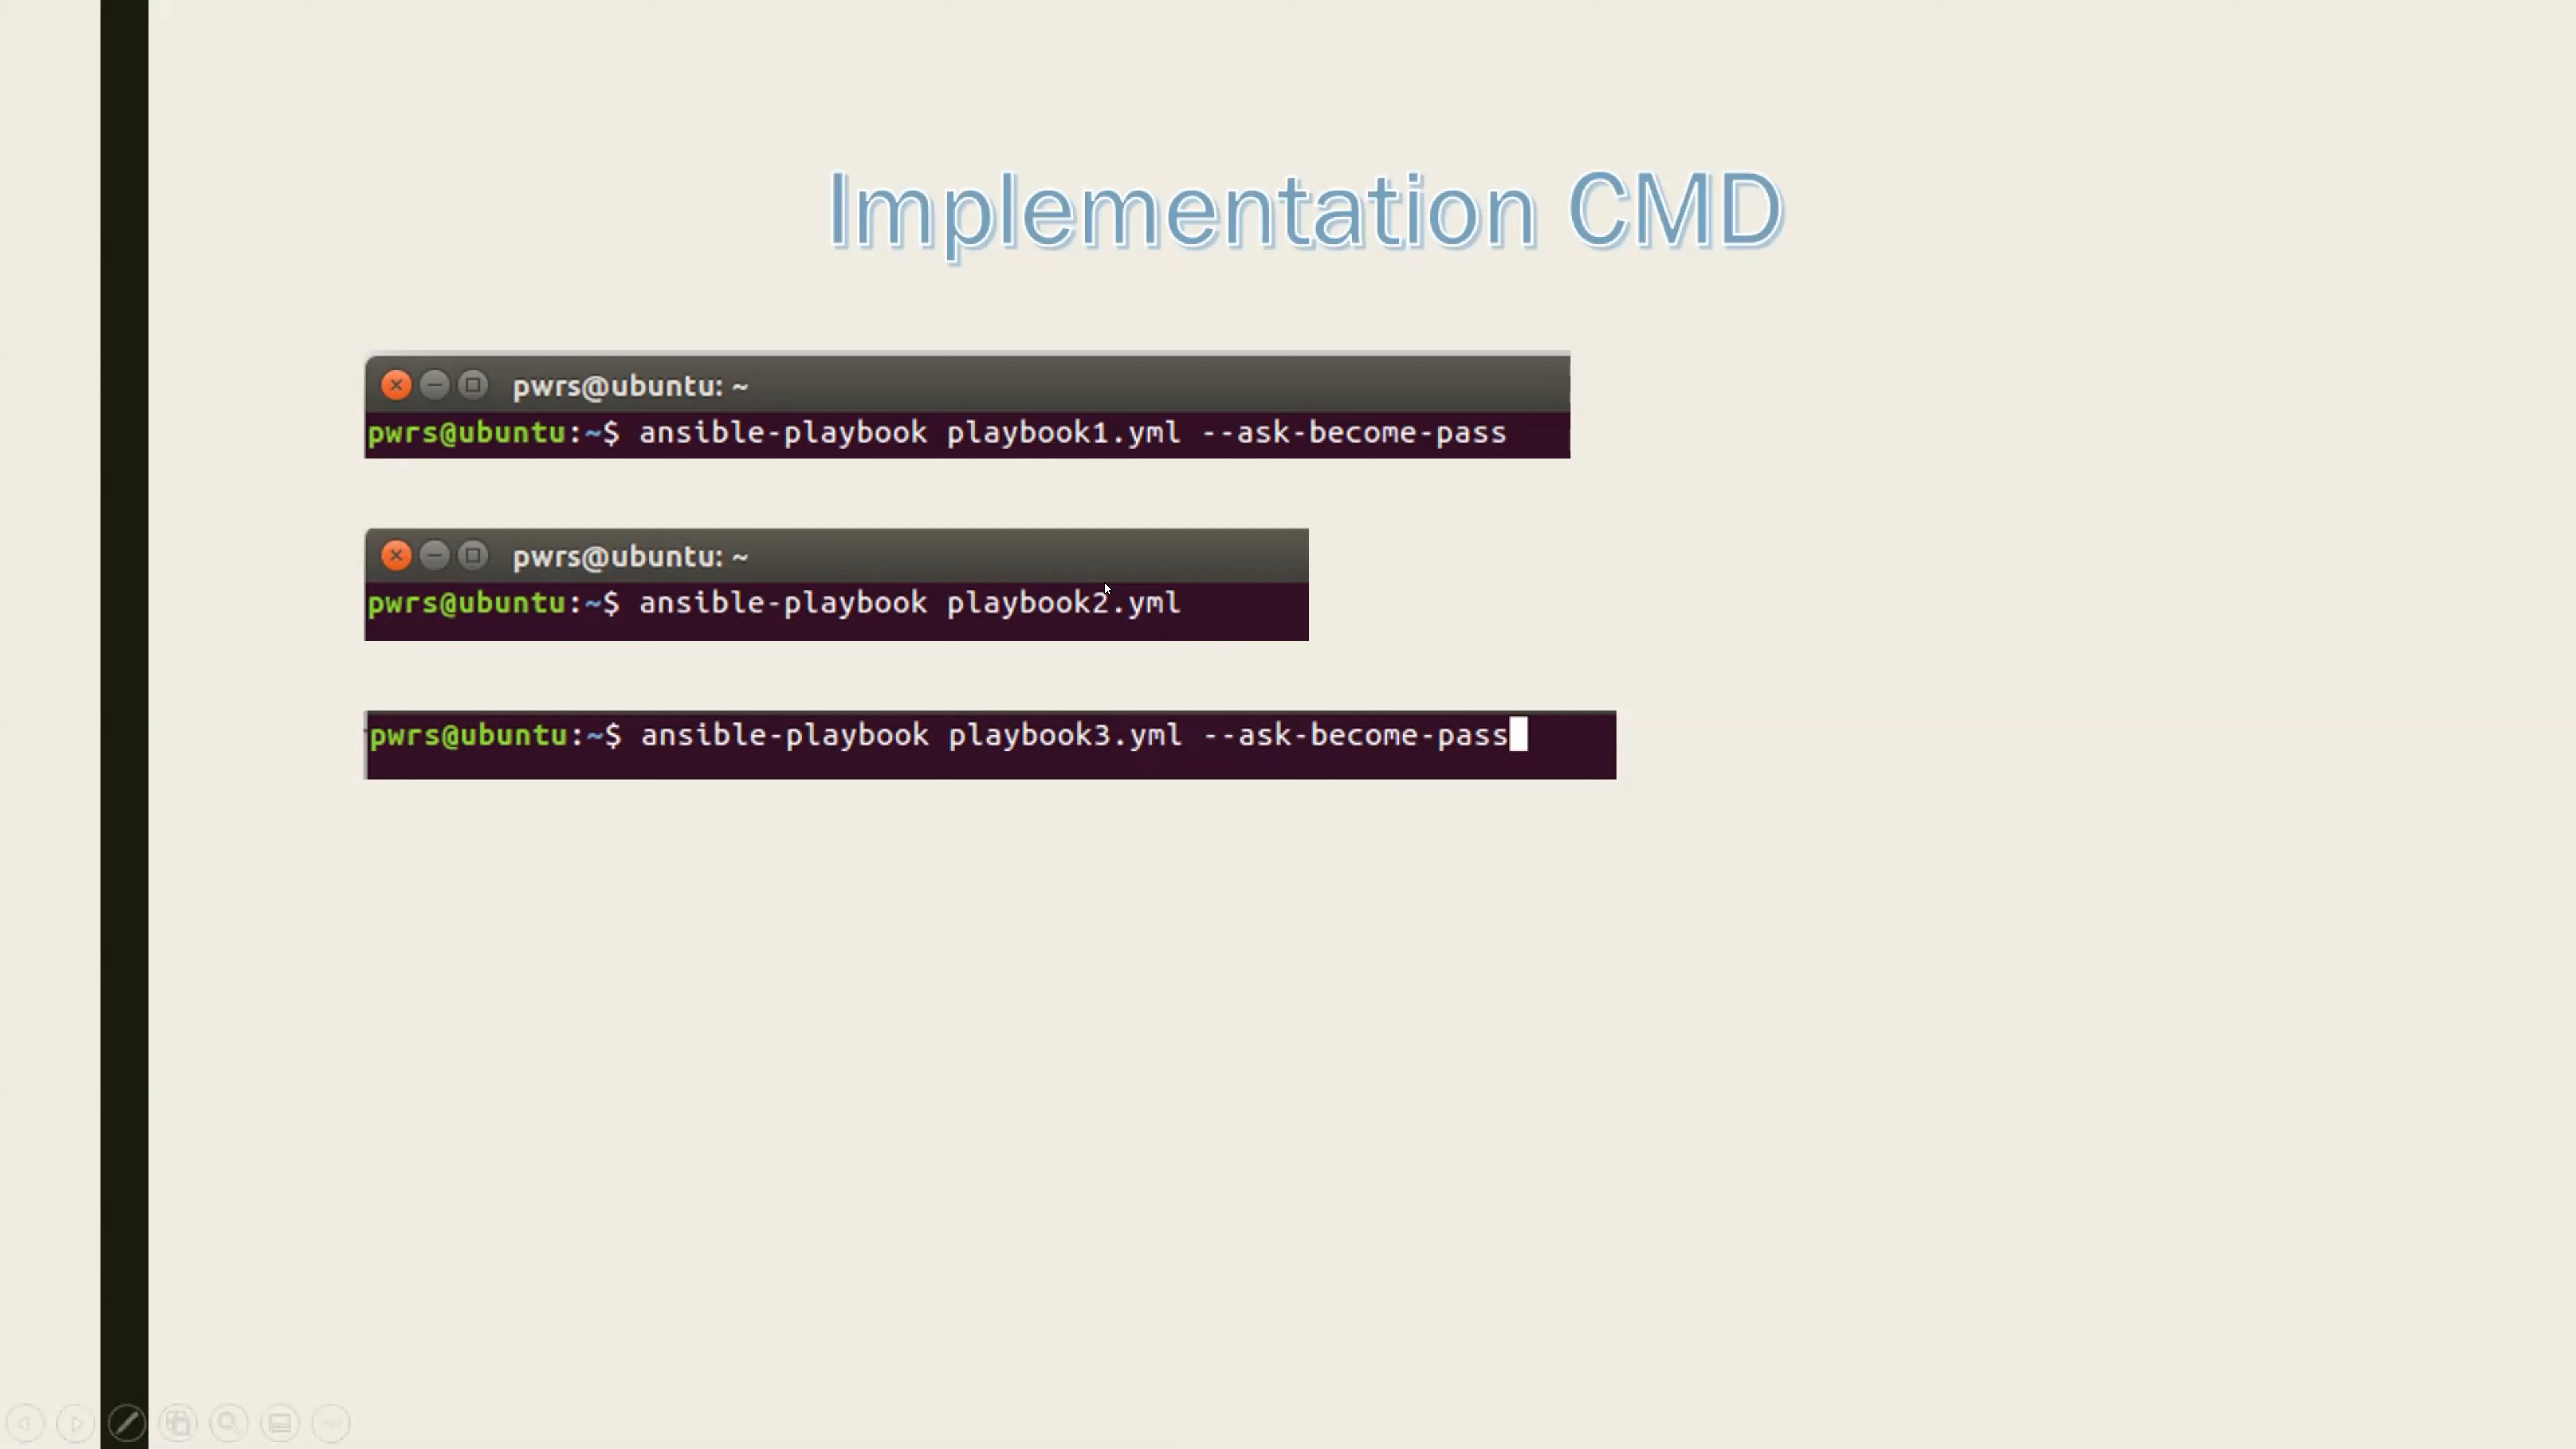 Implementation CMD
pwrs@ubuntu: ~
pwrs@ubuntu:~$ ansible-playbook playbook1.yml --ask-become-pass
pwrs@ubuntu: ~
pwrs@ubuntu:~$ ansible-playbook playbook2.yml
pwrs@ubuntu:~$ ansible-playbook playbook3.yml --ask-become-pass